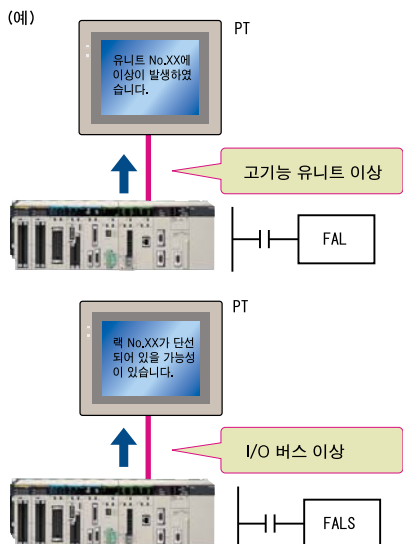 (예)
PT
유니트 No.XX에
이상이 발생하였
습니다.
고기능 유니트 이상
FAL
PT
랙 No.XX가 단선
되어 있을 가능성
이 있습니다.
I/O 버스 이상
FALS